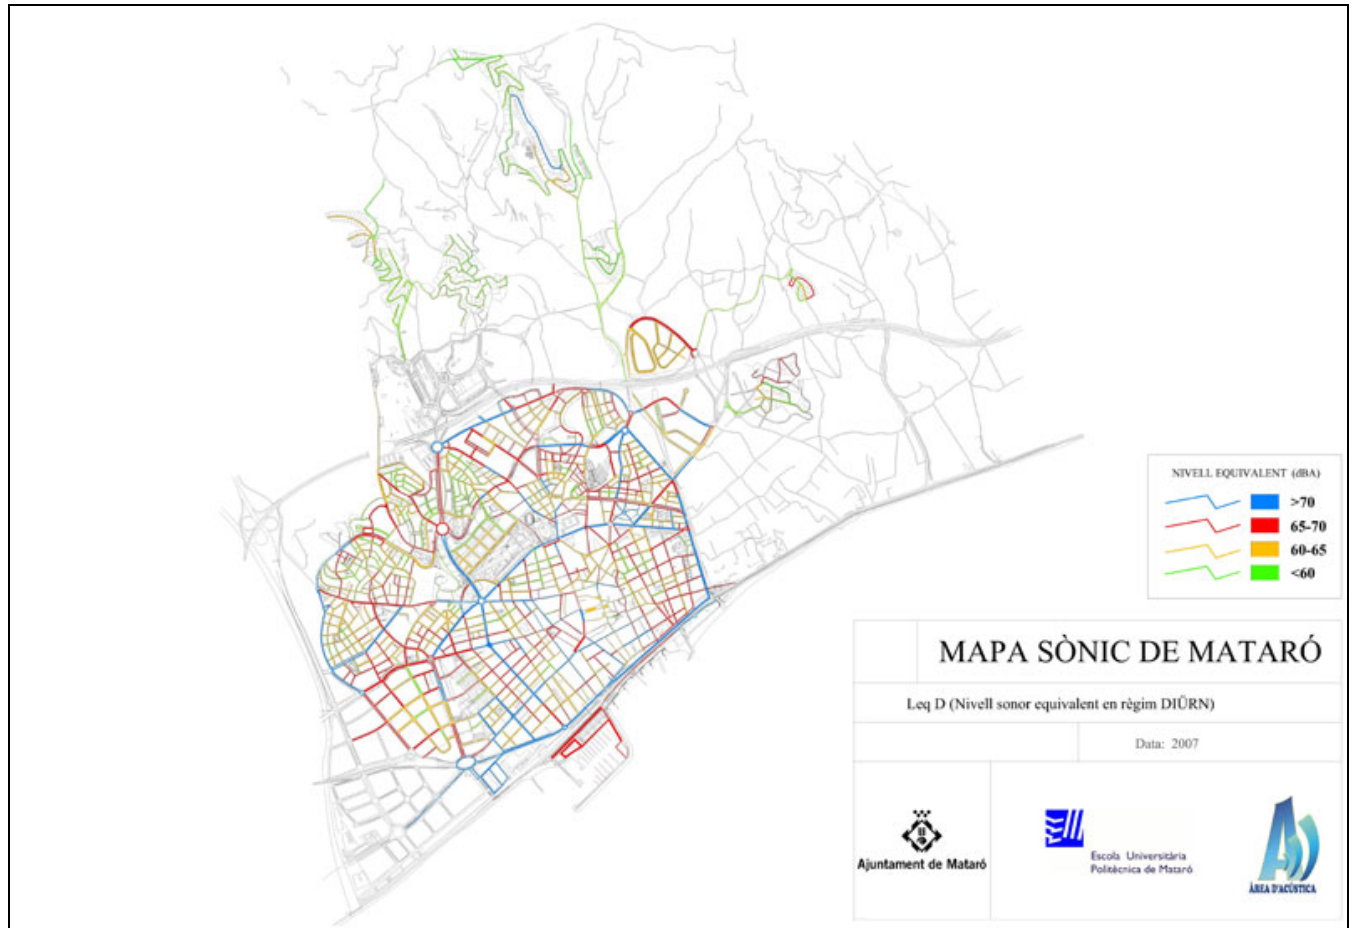 NIVELL EQUIVALENT (dBA)
>70
65-70
60-65
<60
MAPA SÒNIC DE MATARÓ
Leq D (Nivell sonor equivalent en règim DIÜRN)
Data: 2007
Ajuntament de Mataró
Escola Universitària
Politècnica de Mataró
ÀREA D'ACÚSTICA